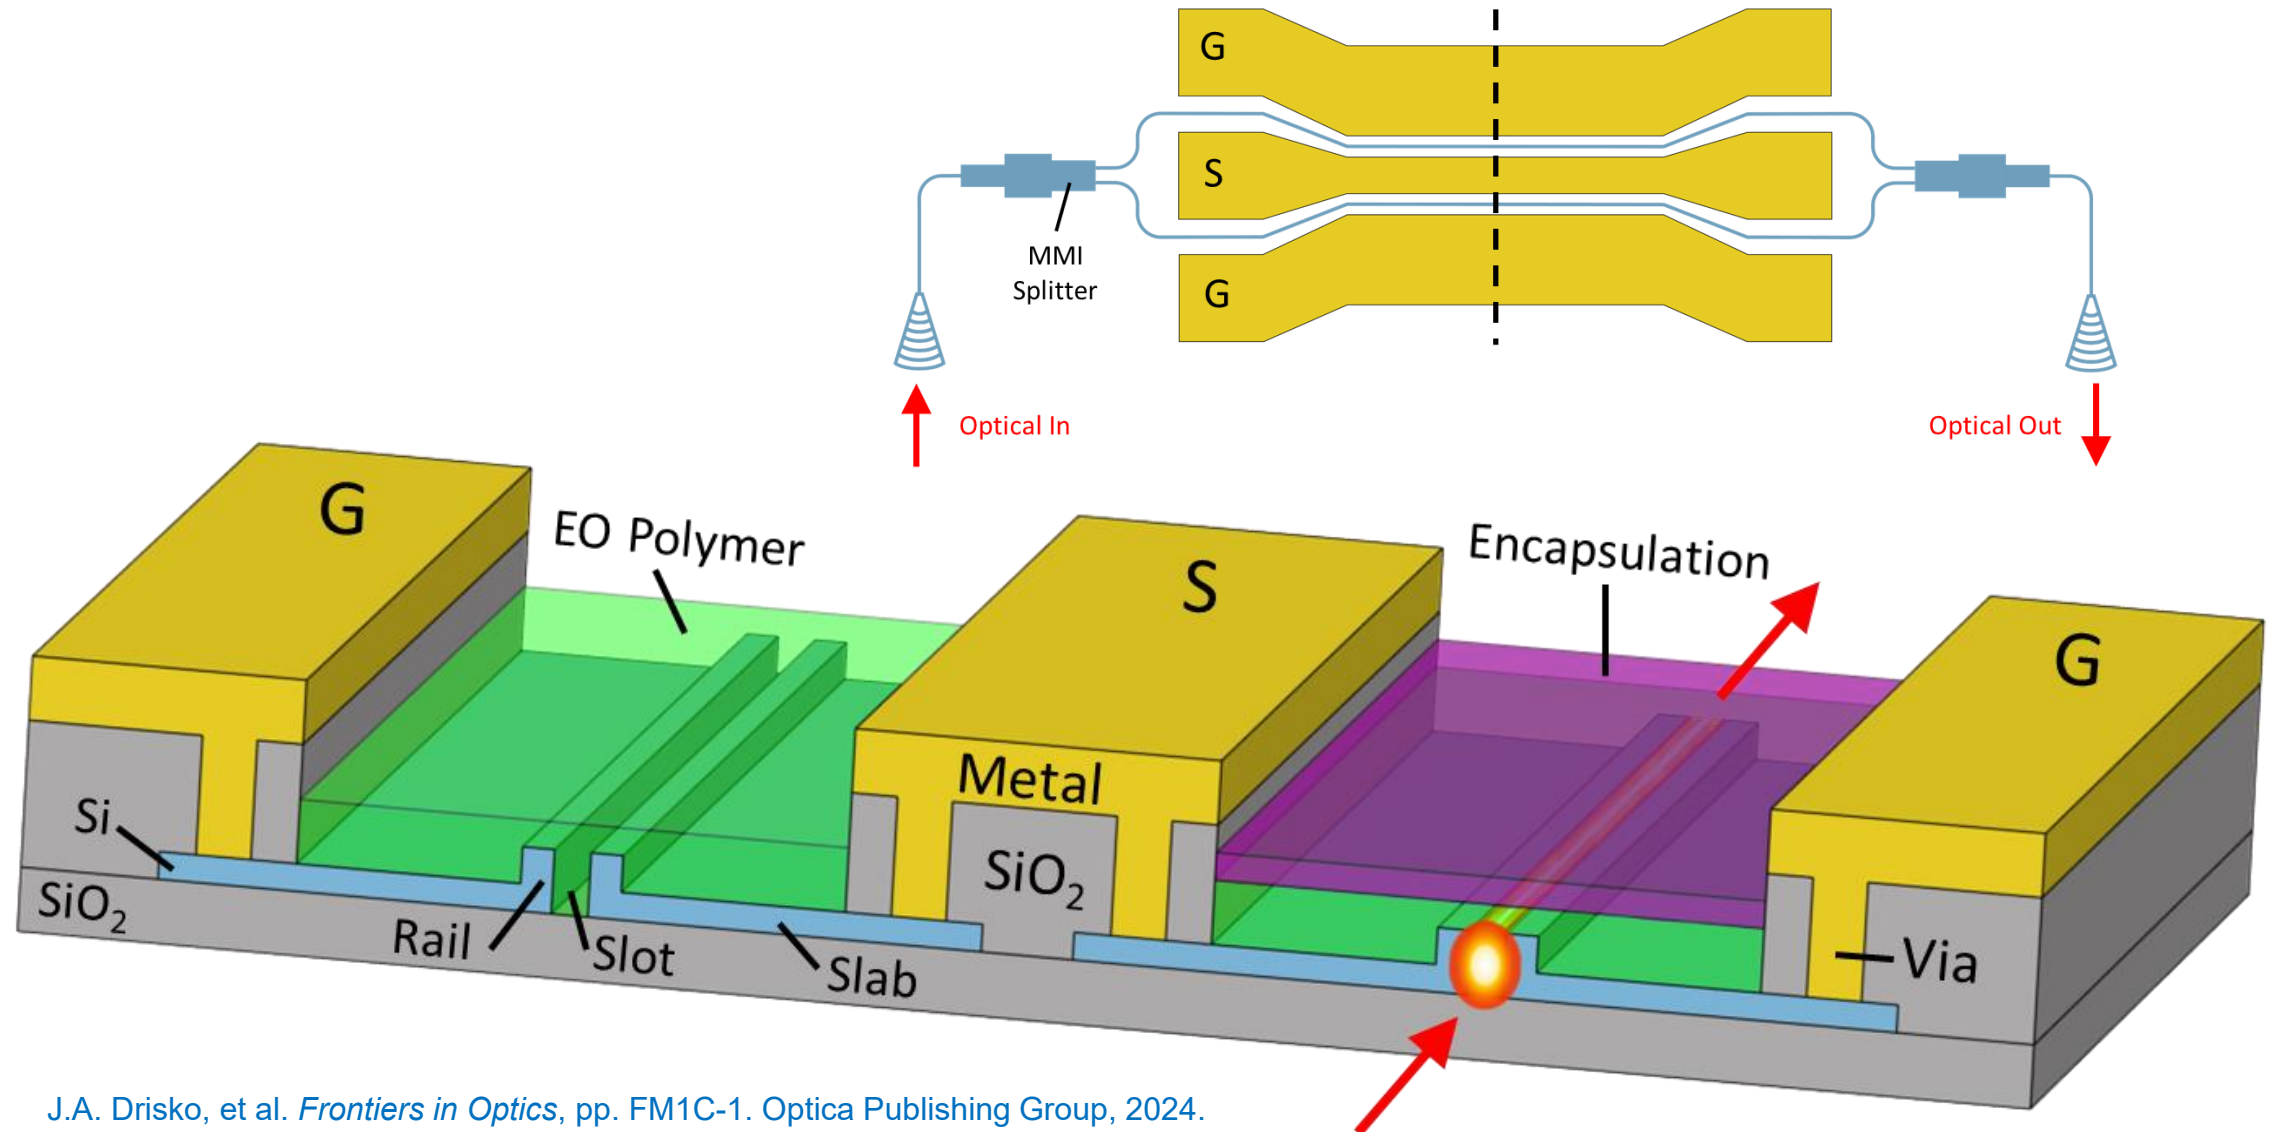 G
S
G
MMI
Splitter
Optical In
Optical Out
G
EO Polymer
S
Encapsulation
G
Metal
Si
SiO₂
SiO₂
Rail
Slot
Slab
Via
J.A. Drisko, et al. Frontiers in Optics, pp. FM1C-1. Optica Publishing Group, 2024.